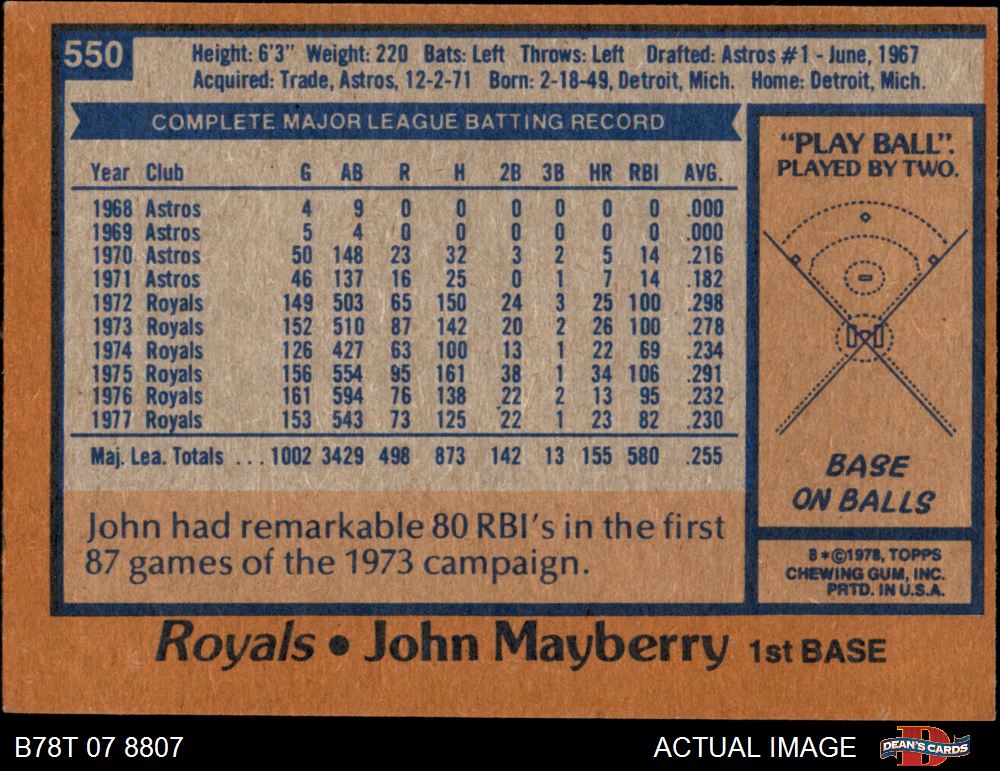 550
Height: 6'3" Weight: 220 Bats: Left Throws: Left Drafted: Astros #1 - June, 1967
Acquired: Trade, Astros, 12-2-71 Born: 2-18-49, Detroit, Mich. Home: Detroit, Mich.
COMPLETE MAJOR LEAGUE BATTING RECORD
Year Club G AB R H 2B 3B HR RBI AVG.
1968 Astros 4 9 0 0 0 0 0 0 .000
1969 Astros 5 4 0 0 0 0 0 0 .000
1970 Astros 50 148 23 32 3 2 5 14 .216
1971 Astros 46 137 16 25 0 1 7 14 .182
1972 Royals 149 503 65 150 24 3 25 100 .298
1973 Royals 152 510 87 142 20 2 26 100 .278
1974 Royals 126 427 63 100 13 1 22 69 .234
1975 Royals 156 554 95 161 38 1 34 106 .291
1976 Royals 161 594 76 138 22 2 13 95 .232
1977 Royals 153 543 73 125 22 1 23 82 .230
Maj. Lea. Totals ... 1002 3429 498 873 142 13 155 580 .255
John had remarkable 80 RBI's in the first
87 games of the 1973 campaign.
"PLAY BALL":
PLAYED BY TWO.
BASE
ON BALLS
B*©1978, TOPPS
CHEWING GUM, INC.
PRTD. IN U.S.A.
Royals • John Mayberry 1st BASE
B78T 07 8807
ACTUAL IMAGE
DEAN'S CARDS